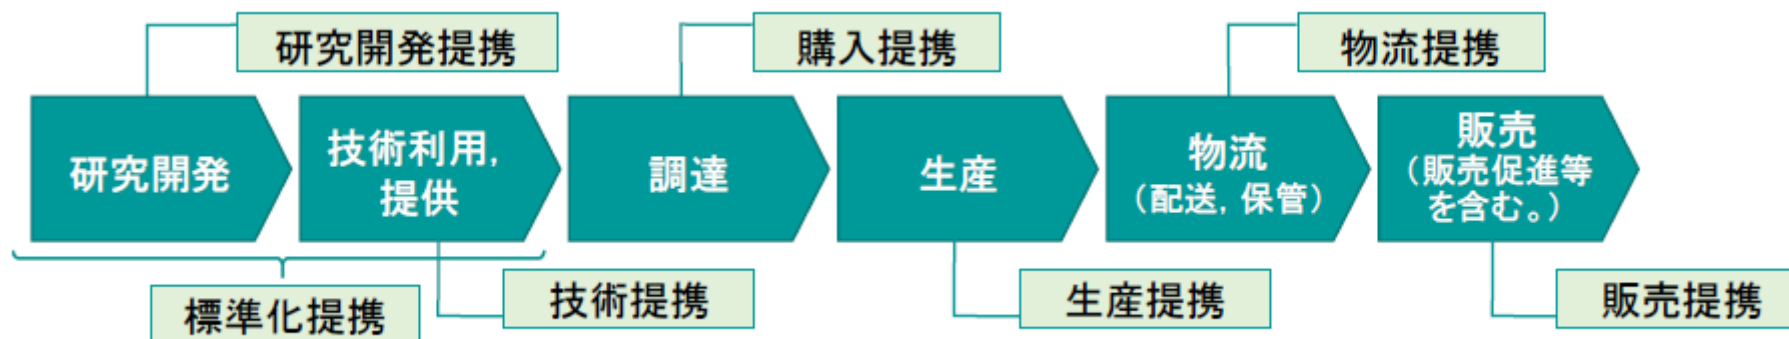 研究開発提携
購入提携
物流提携
研究開発
技術利用,
提供
調達
生産
物流
（配送, 保管）
販売
（販売促進等
を含む。）
標準化提携
技術提携
生産提携
販売提携